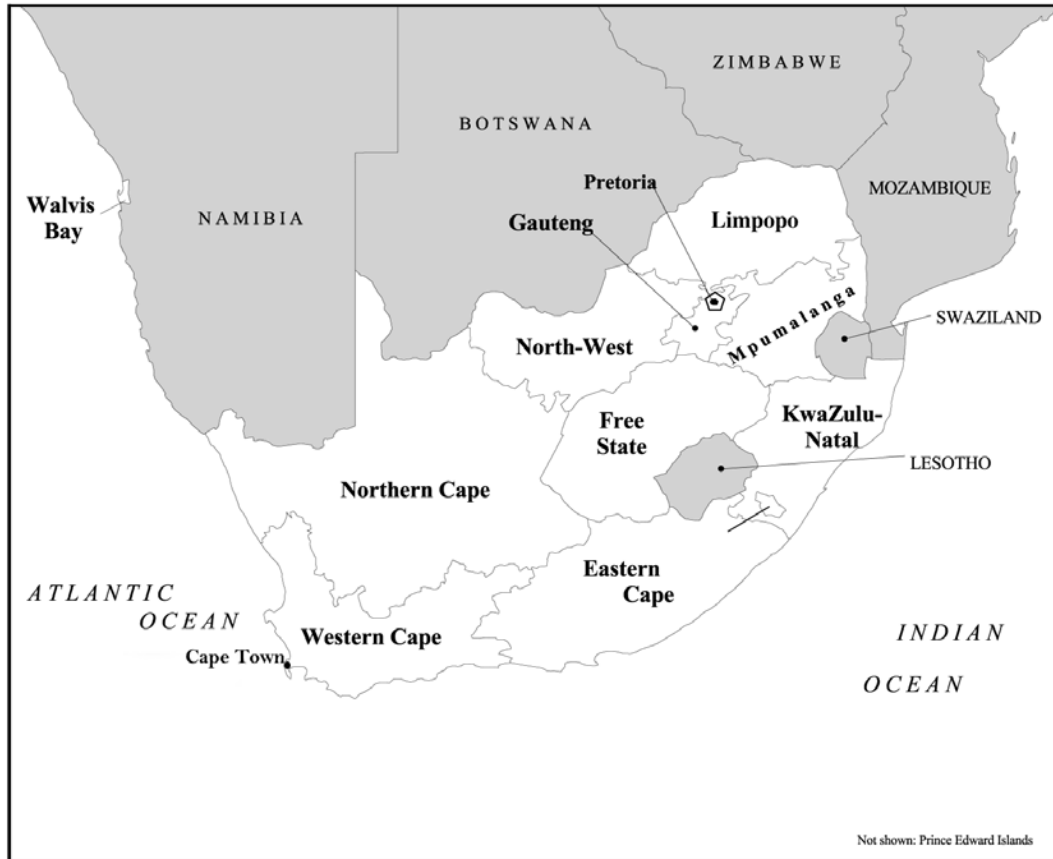 ZIMBABWE
BOTSWANA
Pretoria
MOZAMBIQUE
Walvis
Bay
NAMIBIA
Gauteng
Limpopo
Mpumalanga
SWAZILAND
North-West
Free
State
KwaZulu-
Natal
LESOTHO
Northern Cape
Eastern
Cape
ATLANTIC
OCEAN
Western Cape
INDIAN
OCEAN
Cape Town
Not shown: Prince Edward Islands